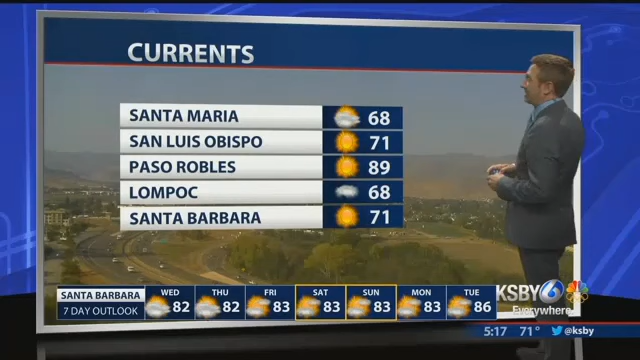 CURRENTS
SANTA MARIA 68
SAN LUIS OBISPO 71
PASO ROBLES 89
LOMPOC 68
SANTA BARBARA 71
SANTA BARBARA
7 DAY OUTLOOK
WED THU FRI SAT SUN MON TUE
82 82 83 83 83 83 86
KSBY 6
Everywhere
5:17 71° @ksby